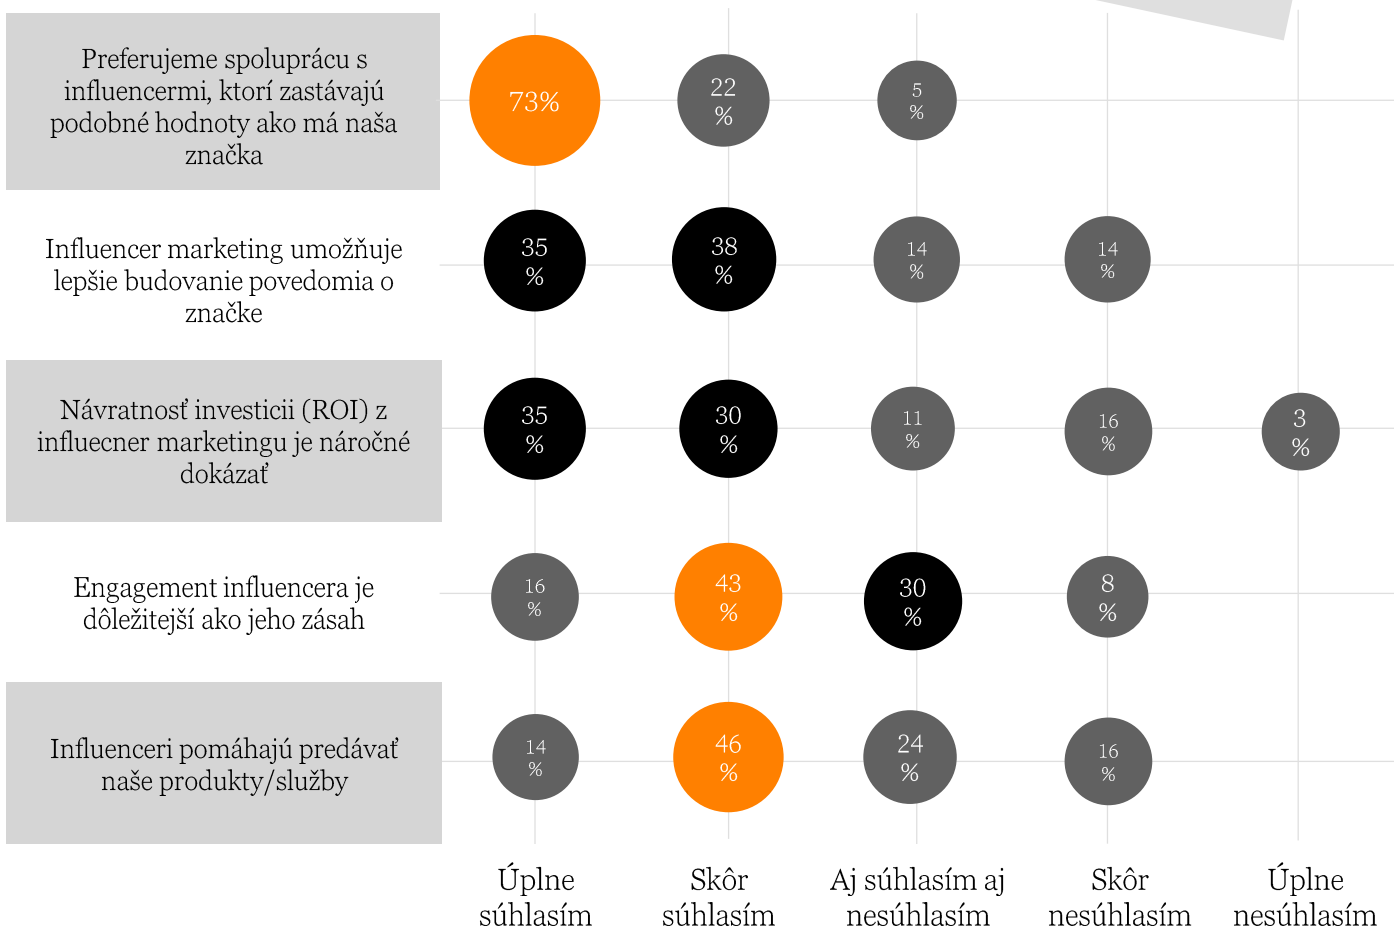 Preferujeme spoluprácu s
influencermi, ktorí zastávajú
podobné hodnoty ako má naša
značka
73%
22
%
5
%
Influencer marketing umožňuje
lepšie budovanie povedomia o
značke
35
%
38
%
14
%
14
%
Návratnosť investicii (ROI) z
influecner marketingu je náročné
dokázať
35
%
30
%
11
%
16
%
3
%
Engagement influencera je
dôležitejší ako jeho zásah
16
%
43
%
30
%
8
%
Influenceri pomáhajú predávať
naše produkty/služby
14
%
46
%
24
%
16
%
Úplne
súhlasím
Skôr
súhlasím
Aj súhlasím aj
nesúhlasím
Skôr
nesúhlasím
Úplne
nesúhlasím